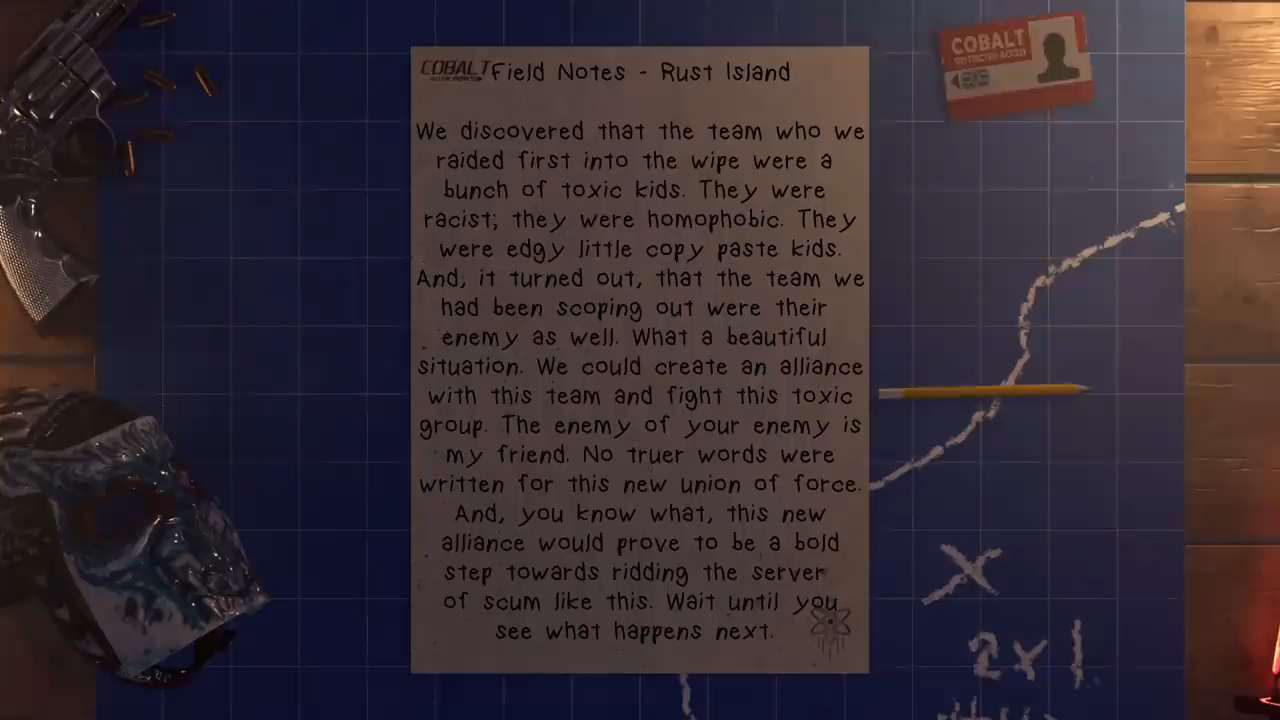 COBALT
Field Notes - Rust Island
We discovered that the team who we
raided first into the wipe were a
bunch of toxic kids. They were
racist; they were homophobic. They
were edgy little copy paste kids.
And, it turned out, that the team we
had been scoping out were their
enemy as well. What a beautiful
situation. We could create an alliance
with this team and fight this toxic
group. The enemy of your enemy is
my friend. No truer words were
written for this new union of force.
And, you know what, this new
alliance would prove to be a bold
step towards ridding the server
of scum like this. Wait until you
see what happens next.
COBALT
RESTRICTED ACCESS
X
2x1